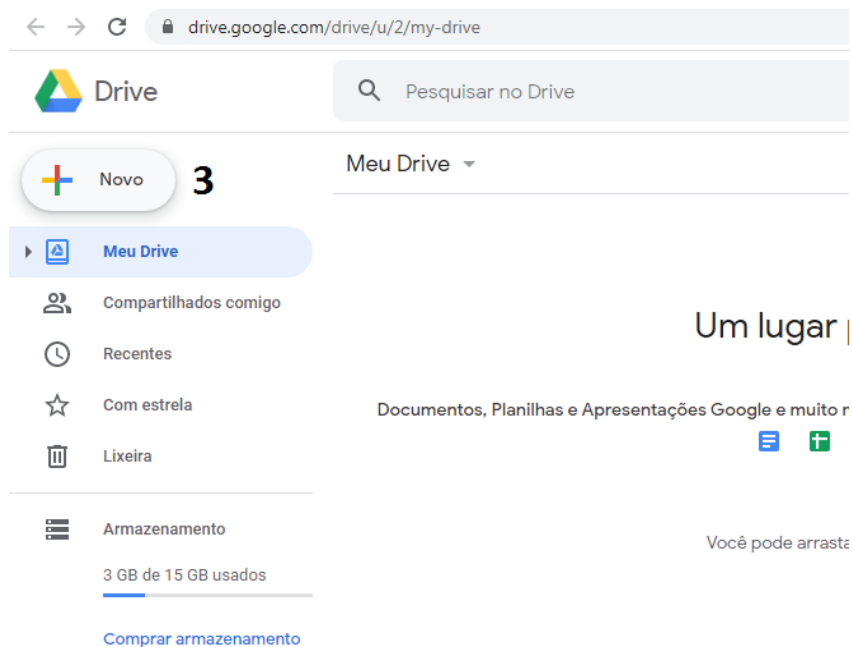 drive.google.com/drive/u/2/my-drive
Drive
Pesquisar no Drive
Novo 3
Meu Drive
Meu Drive
Compartilhados comigo
Recentes
Com estrela
Lixeira
Armazenamento
3 GB de 15 GB usados
Comprar armazenamento
Um lugar
Documentos, Planilhas e Apresentações Google e muito
Você pode arrasta